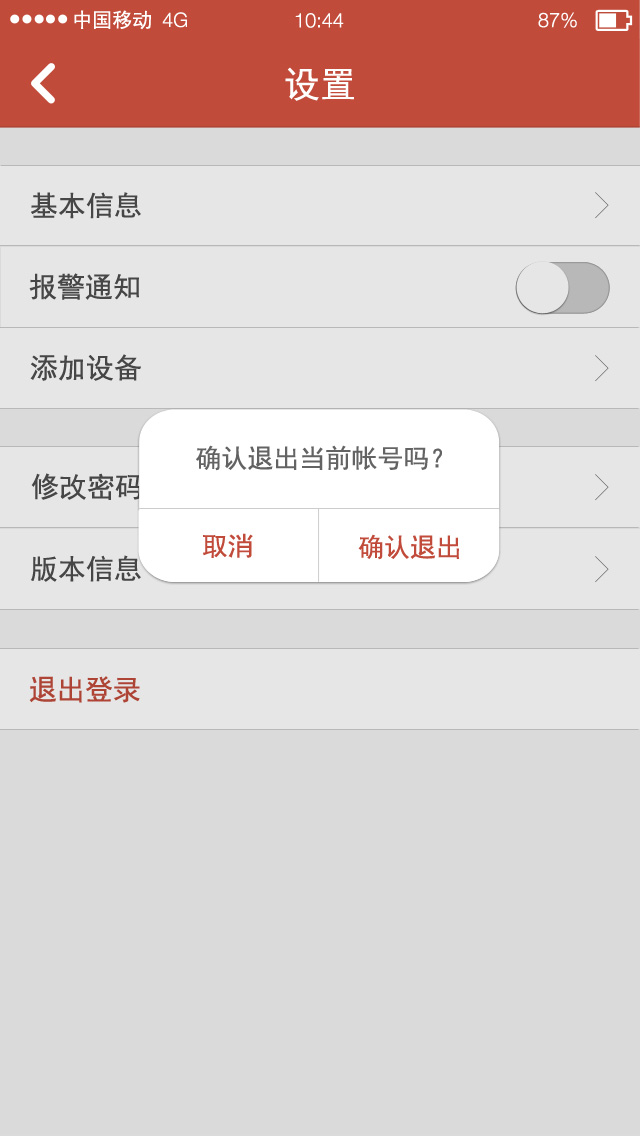 中国移动 4G 10:44 87%
设置
基本信息
报警通知
添加设备
确认退出当前帐号吗？
修改密码
取消 确认退出
版本信息
退出登录